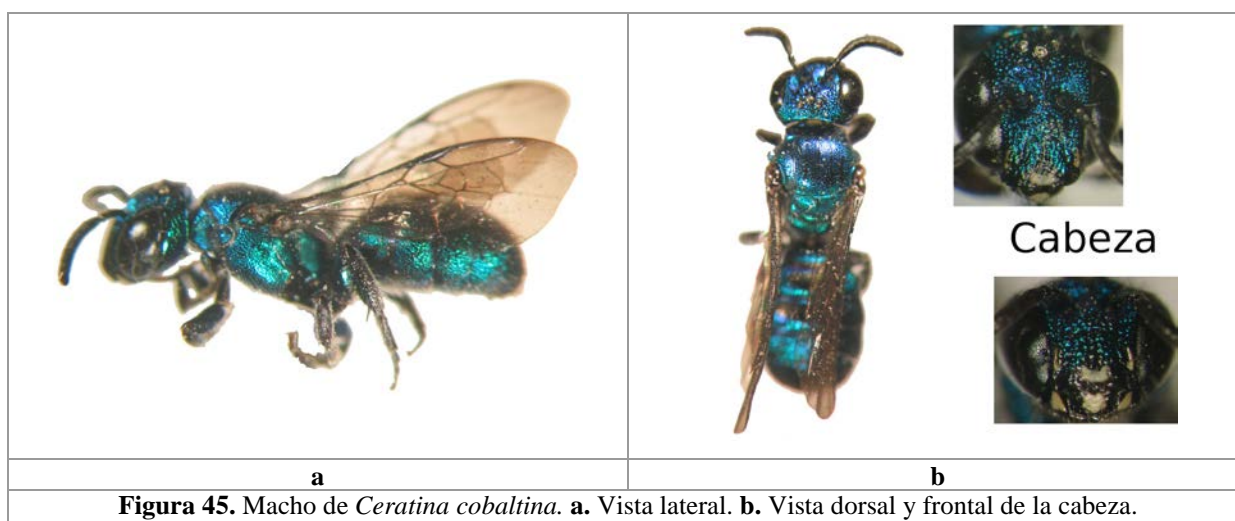 Cabeza
a b
Figura 45. Macho de Ceratina cobaltina. a. Vista lateral. b. Vista dorsal y frontal de la cabeza.